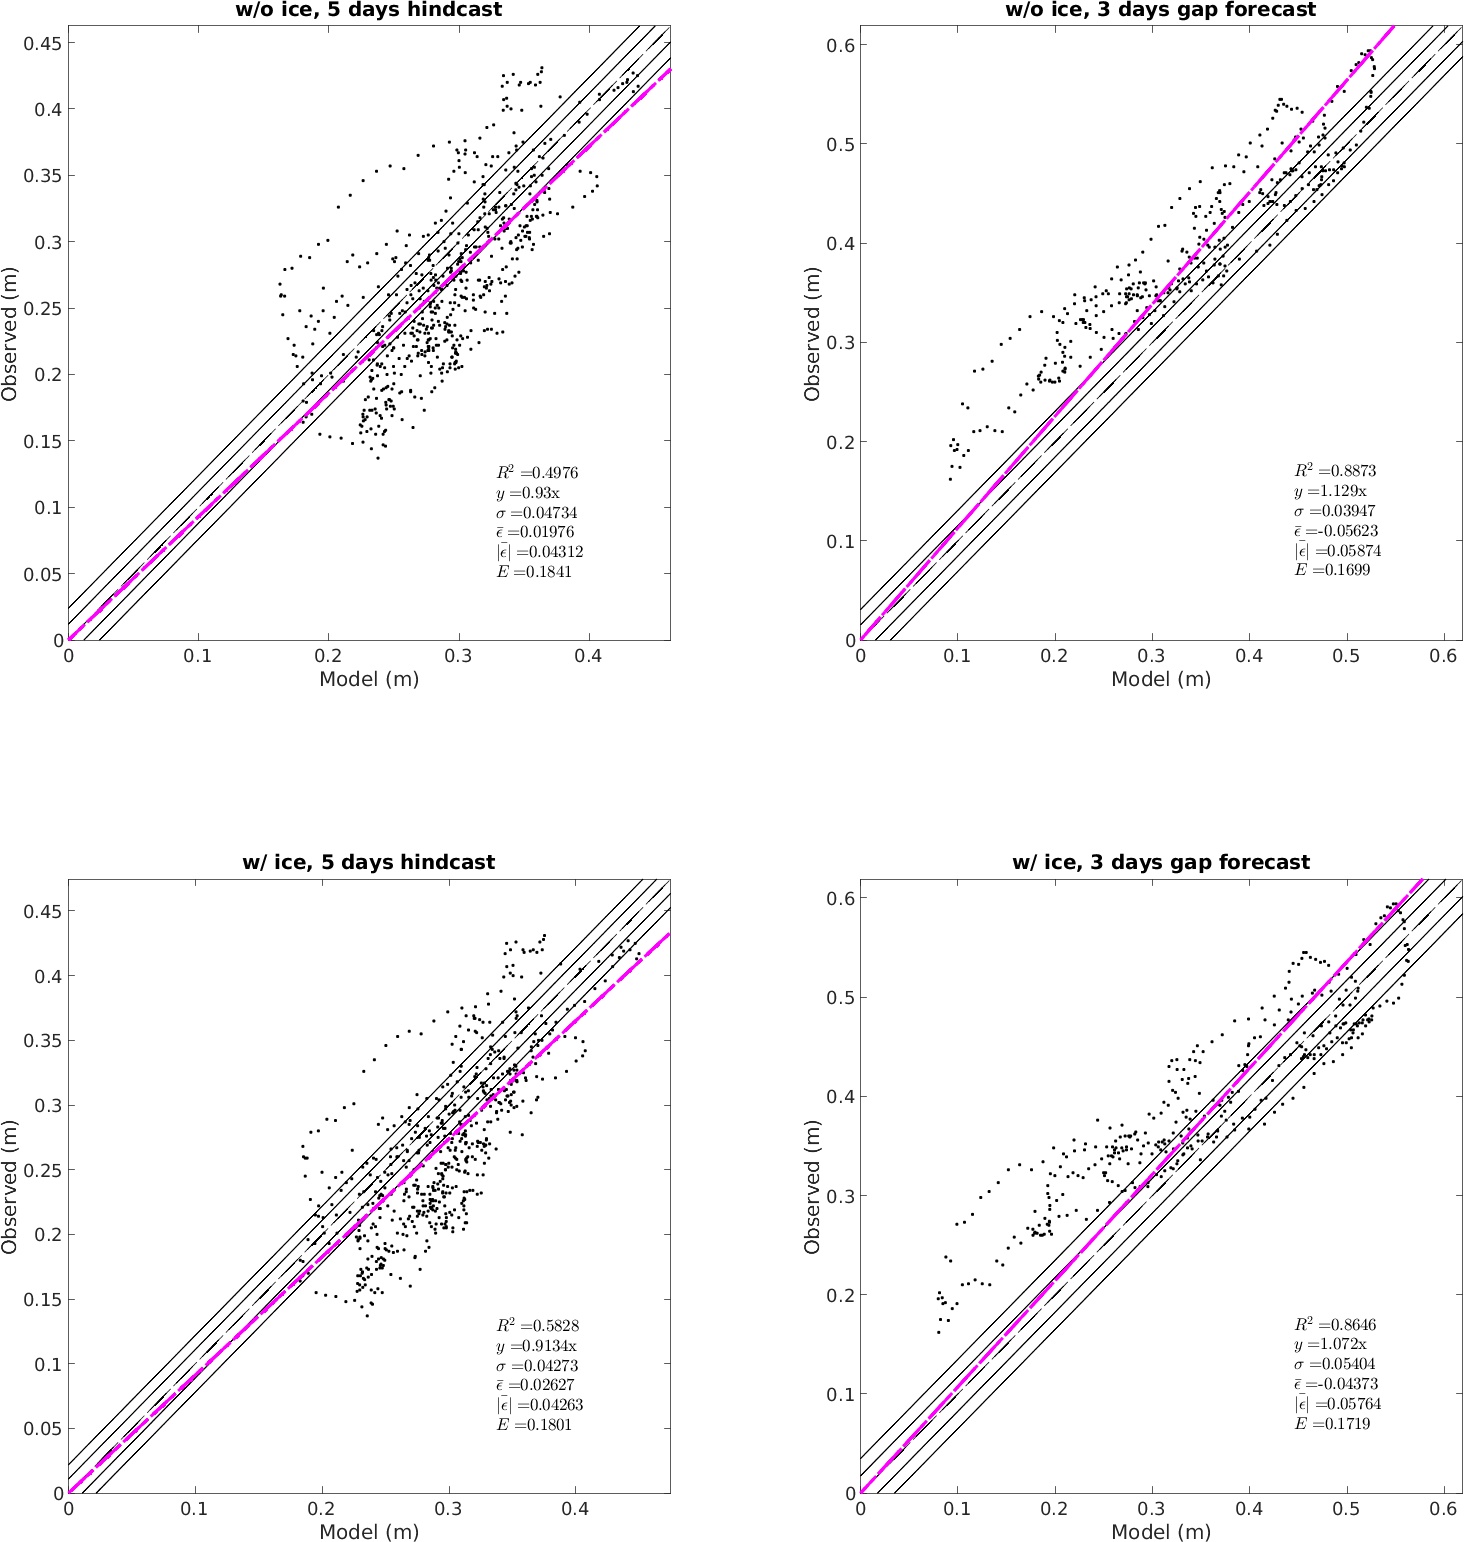 w/o ice, 5 days hindcast
0.45
0.4
0.35
0.3
0.25
0.2
0.15
0.1
0.05
0
Observed (m)
R² =0.4976
y =0.93x
σ =0.04734
ε̄ =0.01976
|ε̄| =0.04312
E =0.1841
0 0.1 0.2 0.3 0.4
Model (m)
w/o ice, 3 days gap forecast
0.6
0.5
0.4
0.3
0.2
0.1
0
Observed (m)
R² =0.8873
y =1.129x
σ =0.03947
ε̄ =-0.05623
|ε̄| =0.05874
E =0.1699
0 0.1 0.2 0.3 0.4 0.5 0.6
Model (m)
w/ ice, 5 days hindcast
0.45
0.4
0.35
0.3
0.25
0.2
0.15
0.1
0.05
0
Observed (m)
R² =0.5828
y =0.9134x
σ =0.04273
ε̄ =0.02627
|ε̄| =0.04263
E =0.1801
0 0.1 0.2 0.3 0.4
Model (m)
w/ ice, 3 days gap forecast
0.6
0.5
0.4
0.3
0.2
0.1
0
Observed (m)
R² =0.8646
y =1.072x
σ =0.05404
ε̄ =-0.04373
|ε̄| =0.05764
E =0.1719
0 0.1 0.2 0.3 0.4 0.5 0.6
Model (m)